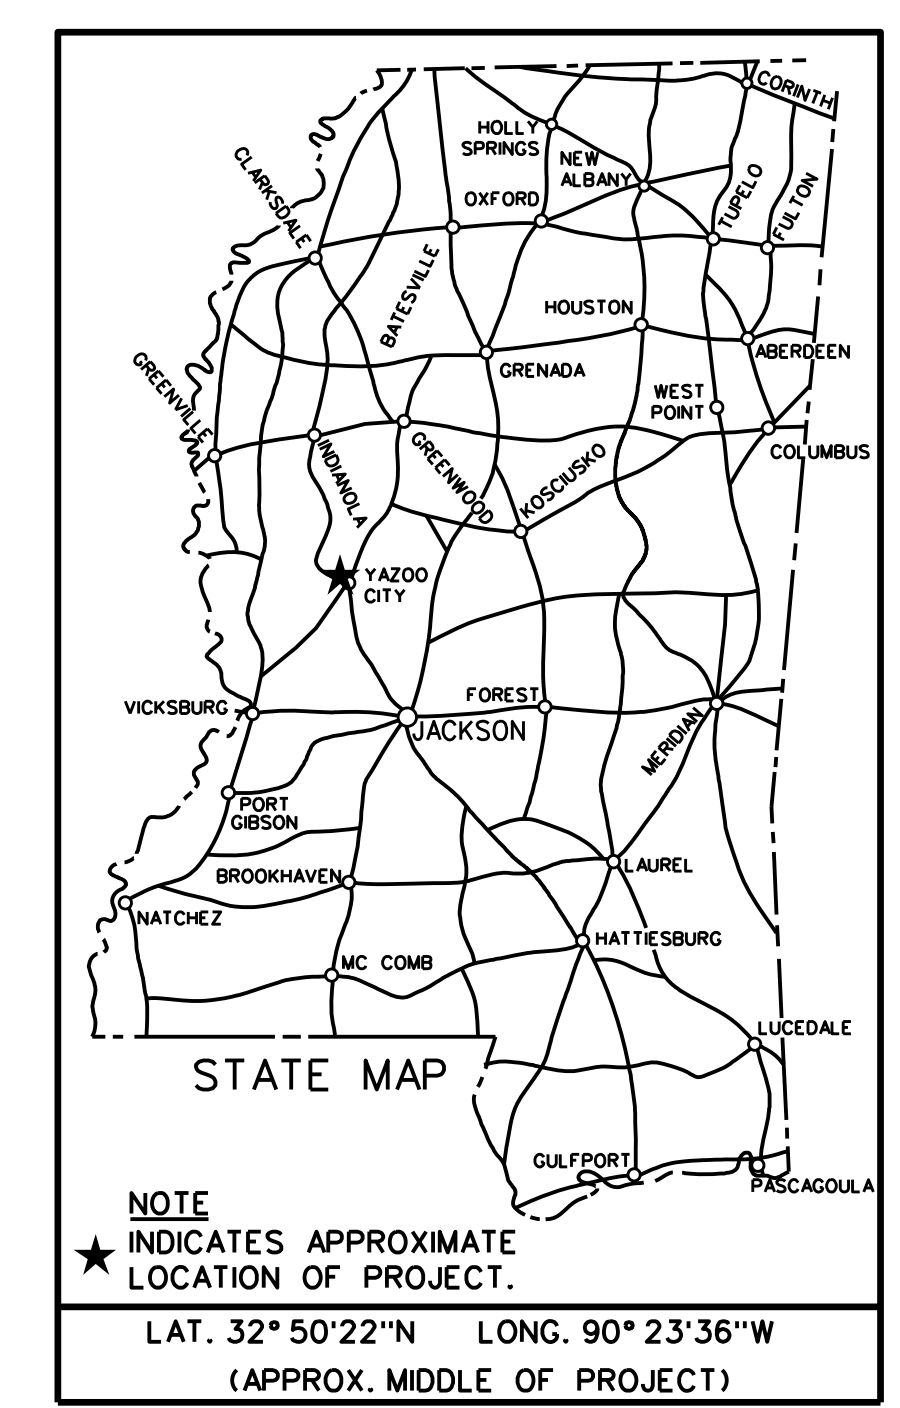 CORINTH
HOLLY
SPRINGS
NEW
ALBANY
CLARKSDALE
OXFORD
TUPELO
FULTON
BATESVILLE
HOUSTON
ABERDEEN
GREENVILLE
GRENADA
WEST
POINT
COLUMBUS
INDIANOLA
GREENWOOD
KOSCIUSKO
YAZOO
CITY
VICKSBURG
FOREST
JACKSON
MERIDIAN
PORT
GIBSON
LAUREL
BROOKHAVEN
NATCHEZ
HATTIESBURG
MC COMB
LUCEDALE
STATE MAP
GULFPORT
PASCAGOULA
NOTE
INDICATES APPROXIMATE
LOCATION OF PROJECT.
LAT. 32° 50'22"N LONG. 90° 23'36"W
(APPROX. MIDDLE OF PROJECT)